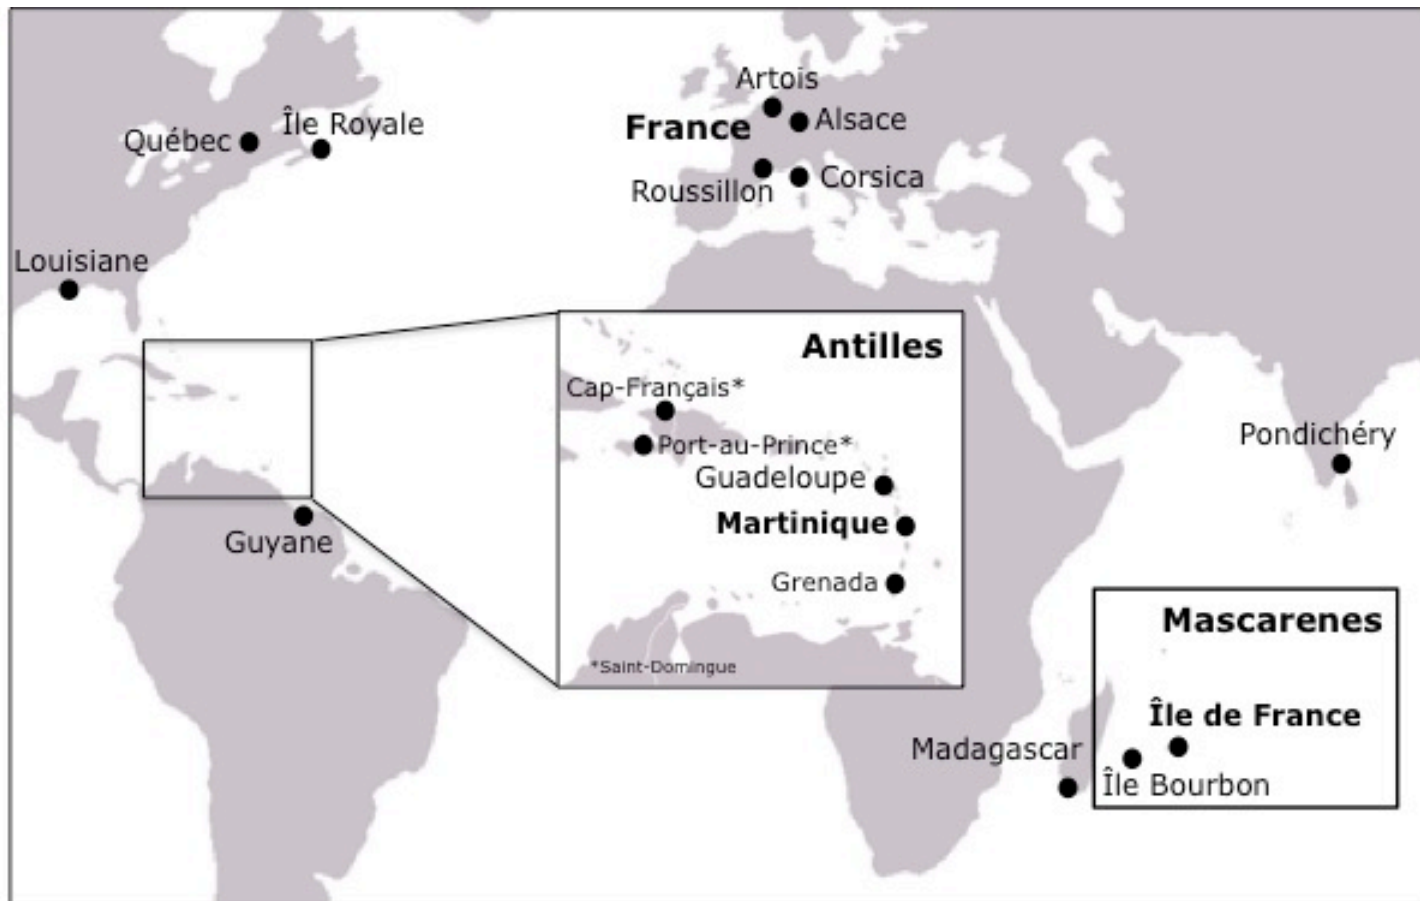 Artois
Île Royale
France
Alsace
Québec
Roussillon
Corsica
Louisiane
Antilles
Cap-Français*
Port-au-Prince*
Guadeloupe
Martinique
Grenada
*Saint-Domingue
Pondichéry
Guyane
Mascarenes
Île de France
Madagascar
Île Bourbon